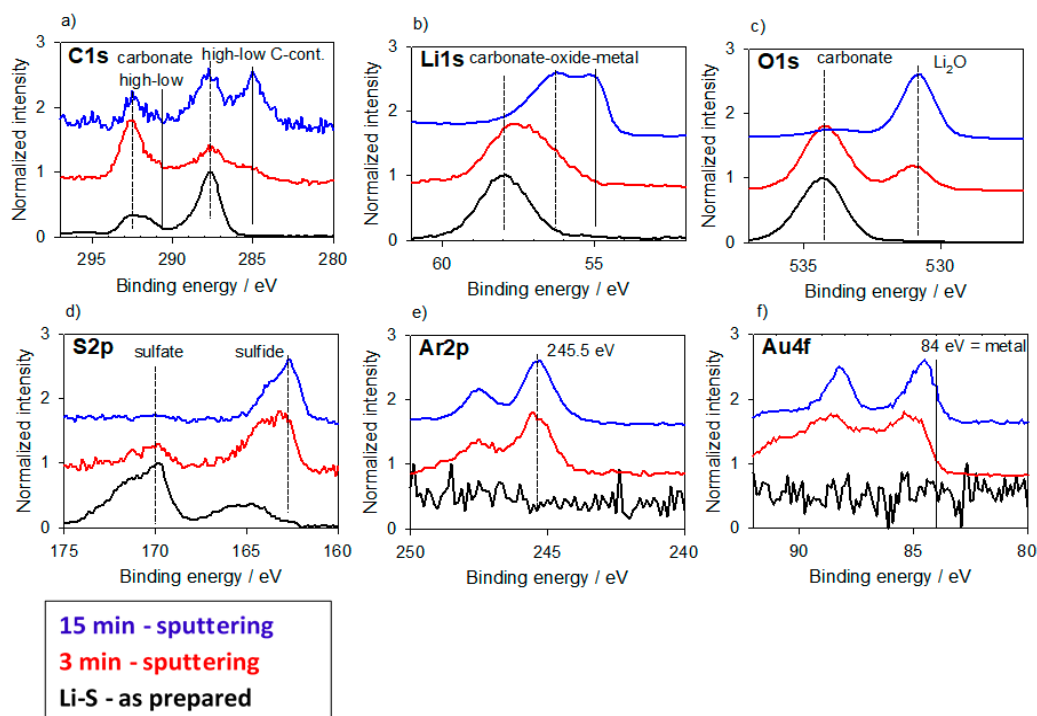 a)
C1s
carbonate
high-low
high-low C-cont.
Normalized intensity
3
2
1
0
295
290
285
280
Binding energy / eV
b)
Li1s
carbonate-oxide-metal
Normalized intensity
3
2
1
0
60
55
Binding energy / eV
c)
O1s
carbonate
Li2O
Normalized intensity
3
2
1
0
535
530
Binding energy / eV
d)
S2p
sulfate
sulfide
Normalized intensity
3
2
1
0
175
170
165
160
Binding energy / eV
e)
Ar2p
245.5 eV
Normalized intensity
3
2
1
0
250
245
240
Binding energy / eV
f)
Au4f
84 eV = metal
Normalized intensity
3
2
1
0
90
85
80
Binding energy / eV
15 min - sputtering
3 min - sputtering
Li-S - as prepared